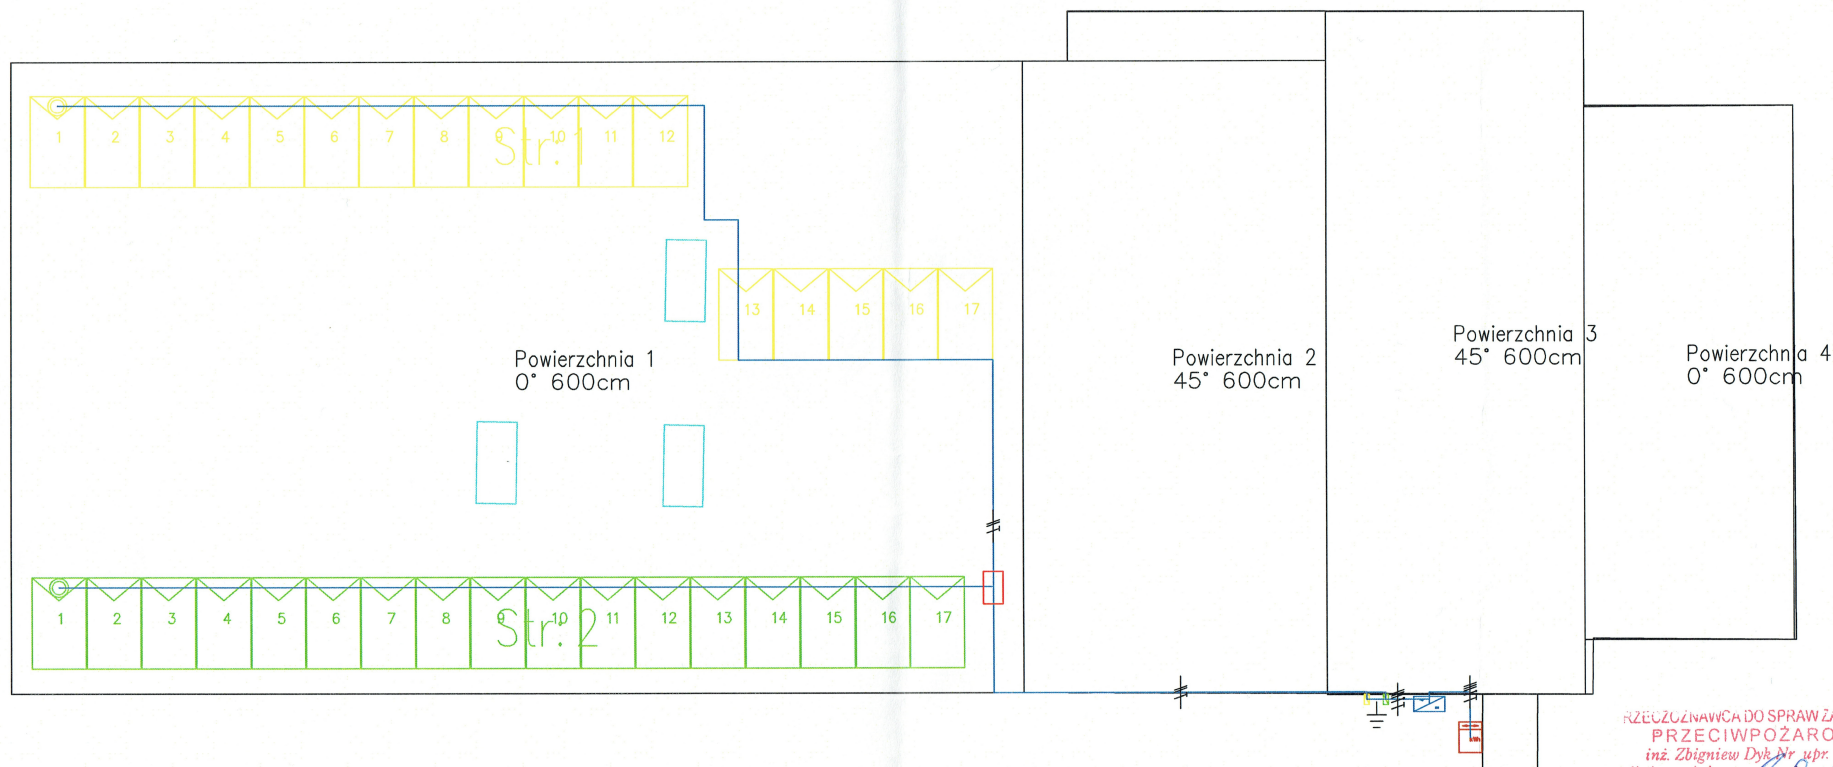 1 2 3 4 5 6 7 8 9 10 11 12
Str: 1
13 14 15 16 17
Powierzchnia 1
0° 600cm
Powierzchnia 2
45° 600cm
Powierzchnia 3
45° 600cm
Powierzchnia 4
0° 600cm
1 2 3 4 5 6 7 8 9 10 11 12 13 14 15 16 17
Str: 2
RZECZOZNAWCA DO SPRAW
PRZECIWPOŻARO
inż. Zbigniew Dyk Nr upr.